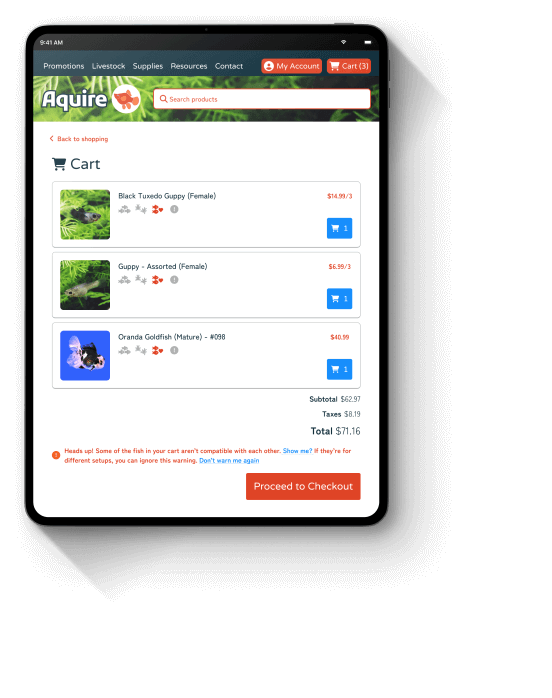 9:41 AM
Promotions Livestock Supplies Resources Contact My Account Cart (3)
Aquire Search products
Back to shopping
Cart
Black Tuxedo Guppy (Female) $14.99/3
1
Guppy - Assorted (Female) $6.99/3
1
Oranda Goldfish (Mature) - #098 $40.99
1
Subtotal $62.97
Taxes $8.19
Total $71.16
Heads up! Some of the fish in your cart aren't compatible with each other. Show me? If they're for
different setups, you can ignore this warning. Don't warn me again
Proceed to Checkout